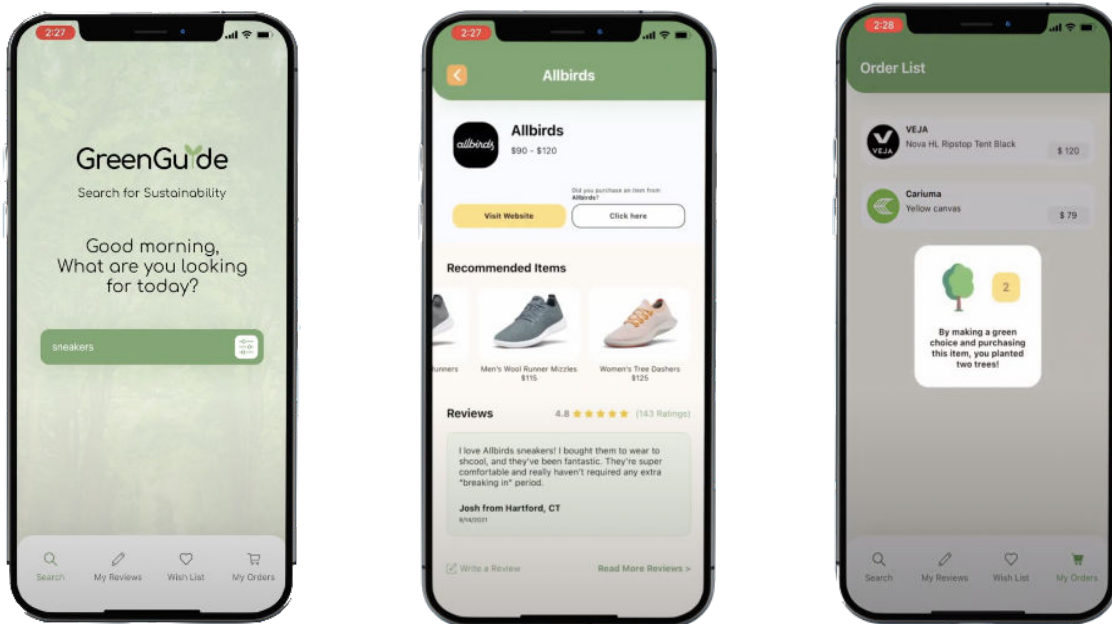 2:27
GreenGuide
Search for Sustainability
Good morning,
What are you looking
for today?
sneakers
Search
My Reviews
Wish List
My Orders
2:27
Allbirds
allbirds
Allbirds
$90 - $120
Did you purchase an item from
Allbirds?
Visit Website
Click here
Recommended Items
unners
Men's Wool Runner Mizzles
$115
Women's Tree Dashers
$125
Reviews
4.8 ★★★★★ (143 Ratings)
I love Allbirds sneakers! I bought them to wear to
shcool, and they've been fantastic. They're super
comfortable and really haven't required any extra
"breaking in" period.
Josh from Hartford, CT
8/14/2021
Write a Review
Read More Reviews >
2:28
Order List
VEJA
VEJA
Nova HL Ripstop Tent Black
$ 120
Cariuma
Yellow canvas
$ 79
2
By making a green
choice and purchasing
this item, you planted
two trees!
Search
My Reviews
Wish List
My Orders